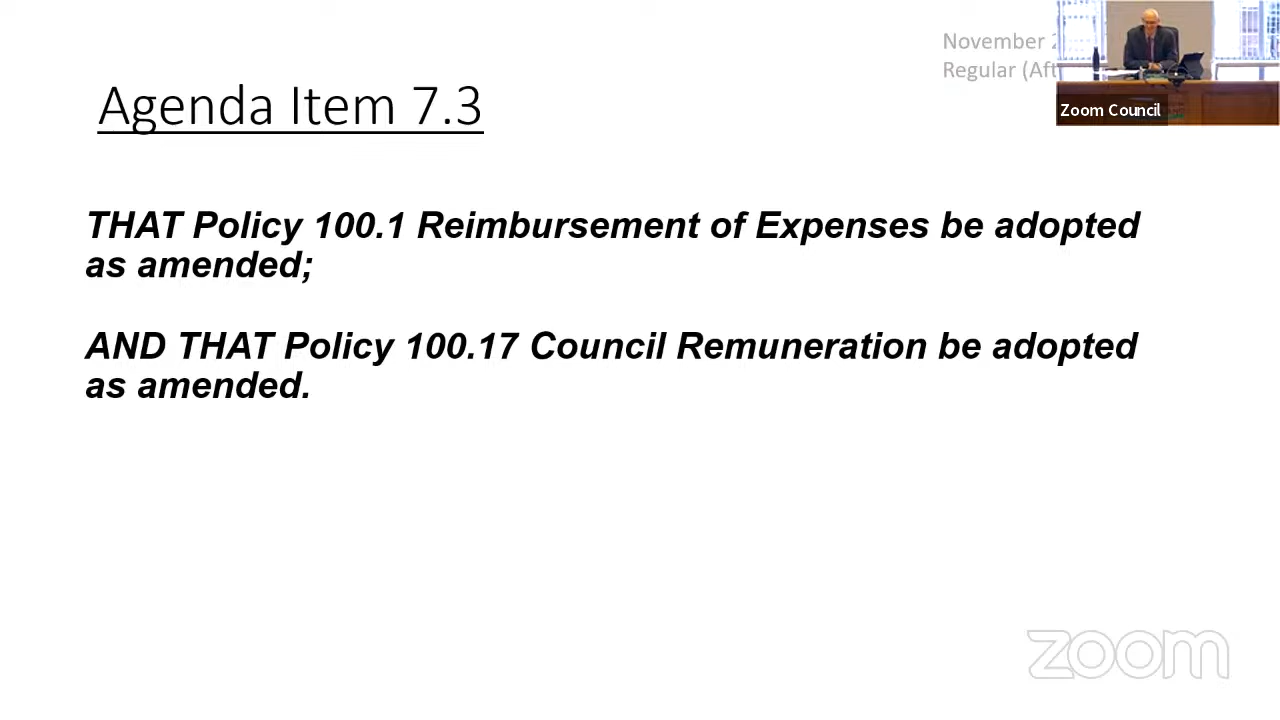 November
Regular
Agenda Item 7.3
Zoom Council
THAT Policy 100.1 Reimbursement of Expenses be adopted
as amended;
AND THAT Policy 100.17 Council Remuneration be adopted
as amended.
zoom